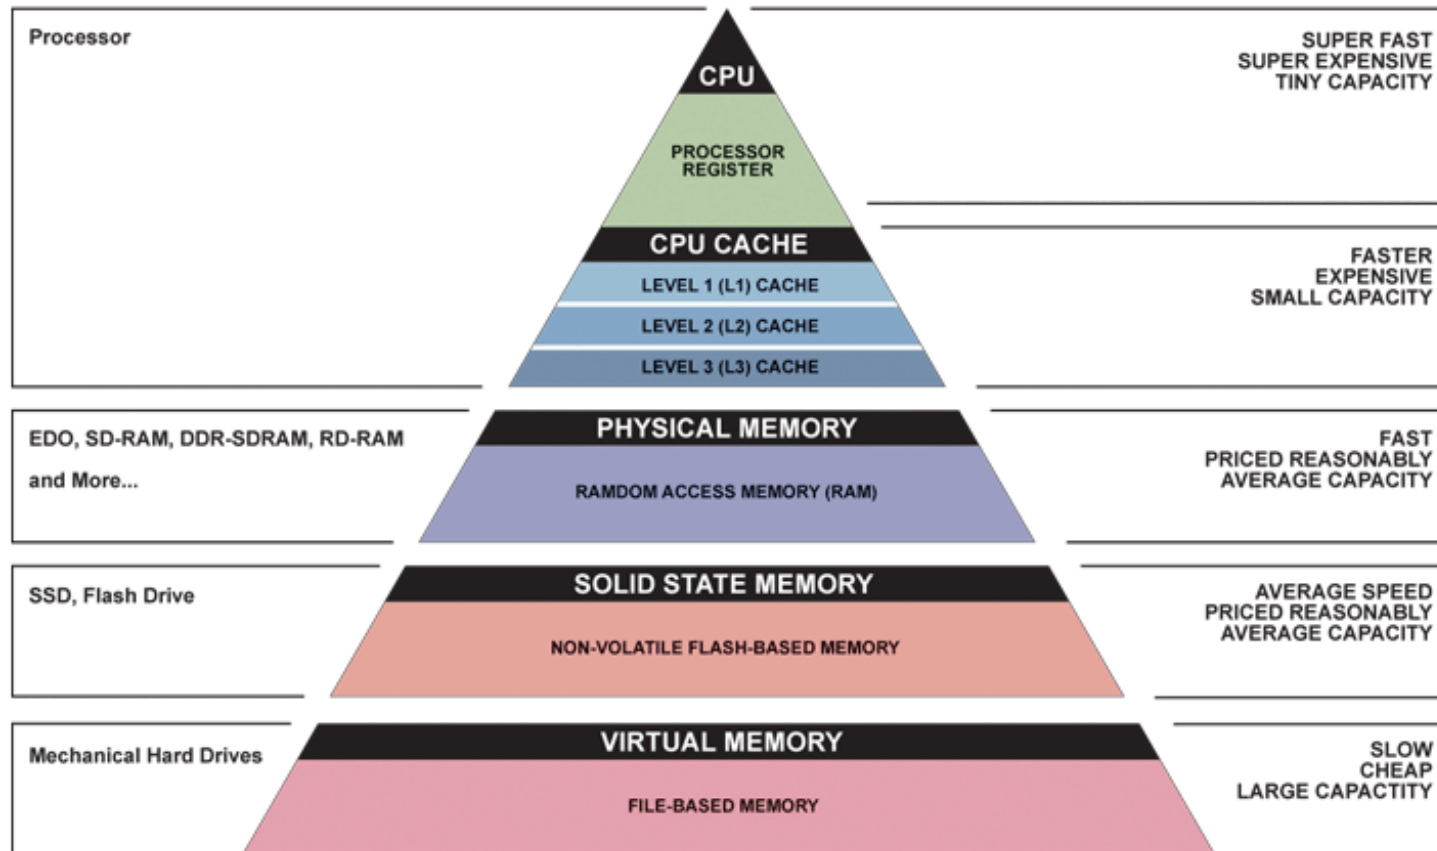 Processor
CPU
SUPER FAST
SUPER EXPENSIVE
TINY CAPACITY
PROCESSOR
REGISTER
CPU CACHE
LEVEL 1 (L1) CACHE
LEVEL 2 (L2) CACHE
LEVEL 3 (L3) CACHE
FASTER
EXPENSIVE
SMALL CAPACITY
EDO, SD-RAM, DDR-SDRAM, RD-RAM
and More...
PHYSICAL MEMORY
RAMDOM ACCESS MEMORY (RAM)
FAST
PRICED REASONABLY
AVERAGE CAPACITY
SSD, Flash Drive
SOLID STATE MEMORY
NON-VOLATILE FLASH-BASED MEMORY
AVERAGE SPEED
PRICED REASONABLY
AVERAGE CAPACITY
Mechanical Hard Drives
VIRTUAL MEMORY
FILE-BASED MEMORY
SLOW
CHEAP
LARGE CAPACTITY